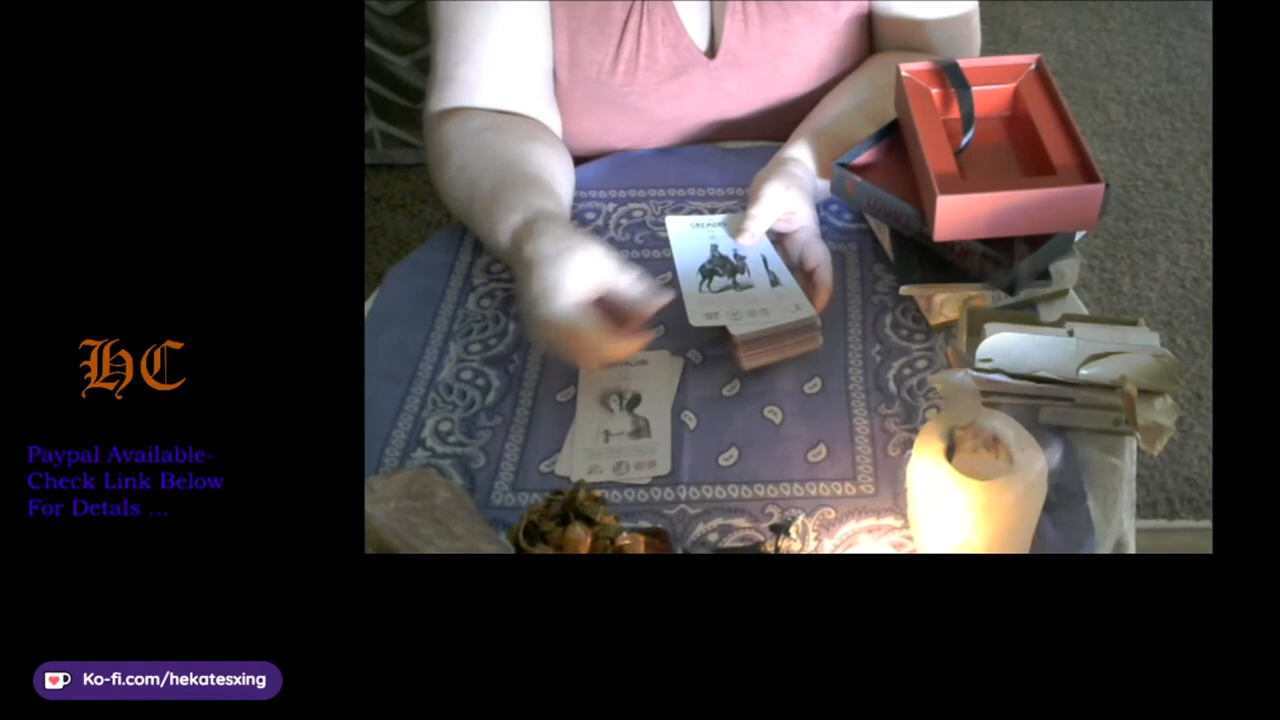 HC
Paypal Available-
Check Link Below
For Detals ...
Ko-fi.com/hekatesxing